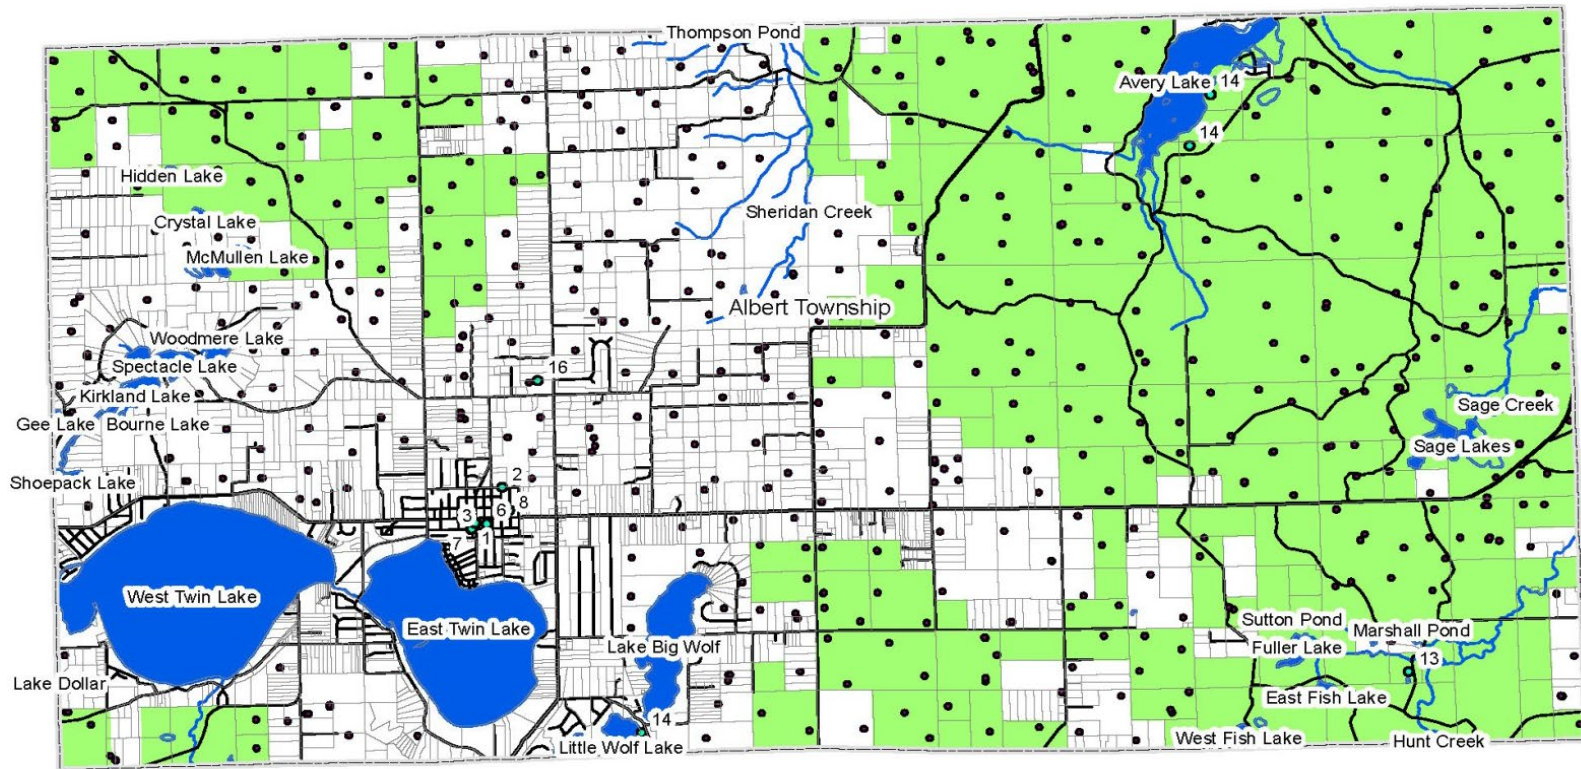 Thompson Pond
Avery Lake 14
14
Hidden Lake
Crystal Lake
Sheridan Creek
McMullen Lake
Albert Township
Woodmere Lake
Spectacle Lake
16
Kirkland Lake
Sage Creek
Gee Lake Bourne Lake
Sage Lakes
Shoepack Lake
2
3
6
8
7
1
West Twin Lake
East Twin Lake
Sutton Pond
Marshall Pond
Lake Big Wolf
Fuller Lake
13
Lake Dollar
East Fish Lake
14
Little Wolf Lake
West Fish Lake
Hunt Creek